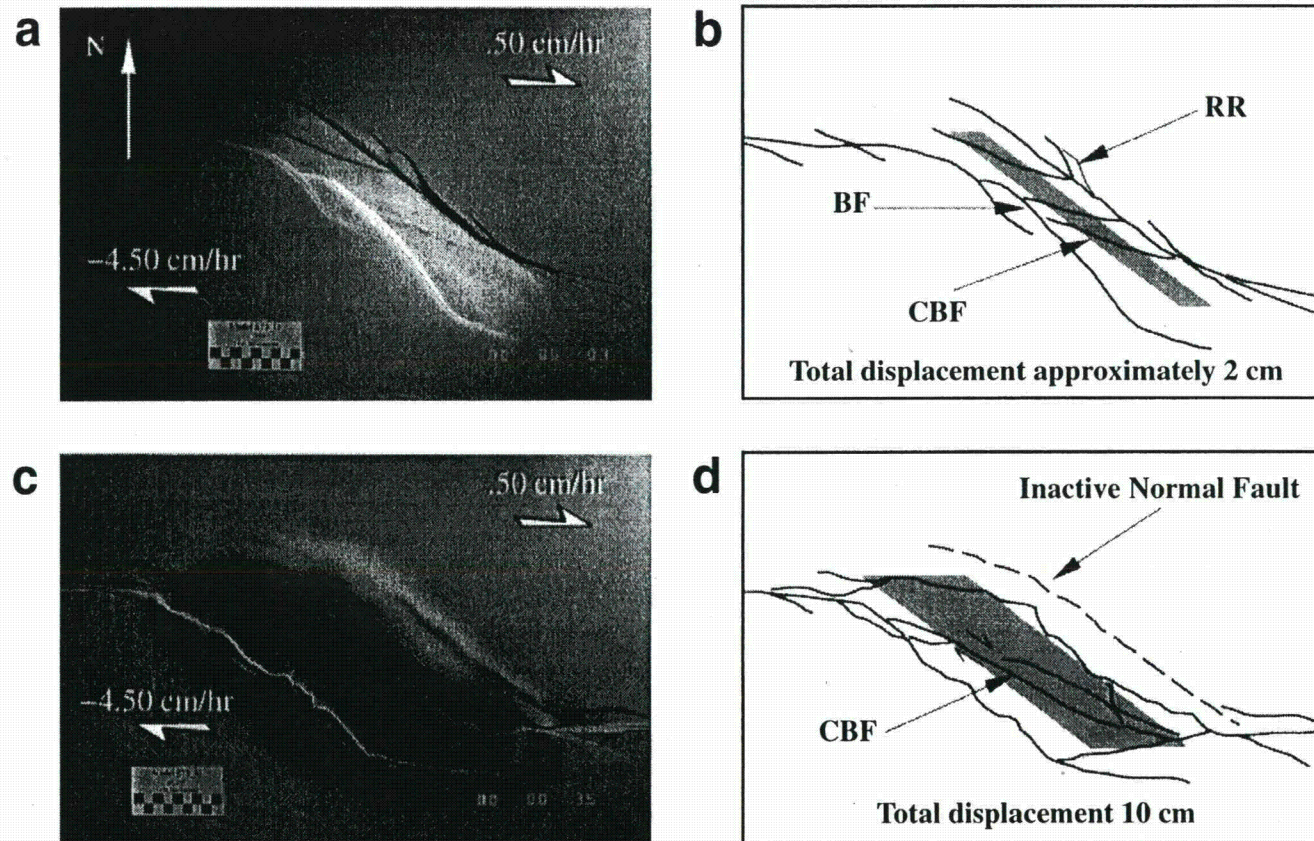 a
N
.50 cm/hr
−4.50 cm/hr
b
RR
BF
CBF
Total displacement approximately 2 cm
c
.50 cm/hr
−4.50 cm/hr
d
Inactive Normal Fault
CBF
Total displacement 10 cm